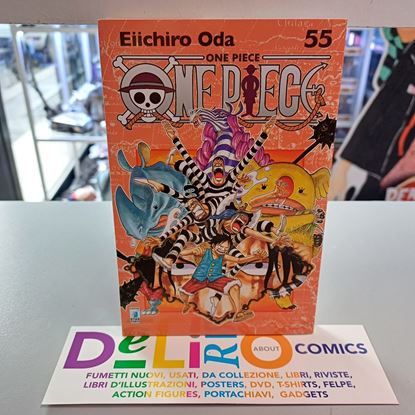 Eiichiro Oda 55
ONE PIECE
ONE PIECE
DeLiRiO ABOUT COMICS
FUMETTI NUOVI, USATI, DA COLLEZIONE, LIBRI, RIVISTE,
LIBRI D'ILLUSTRAZIONI, POSTERS, DVD, T-SHIRTS, FELPE,
ACTION FIGURES, PORTACHIAVI, GADGETS